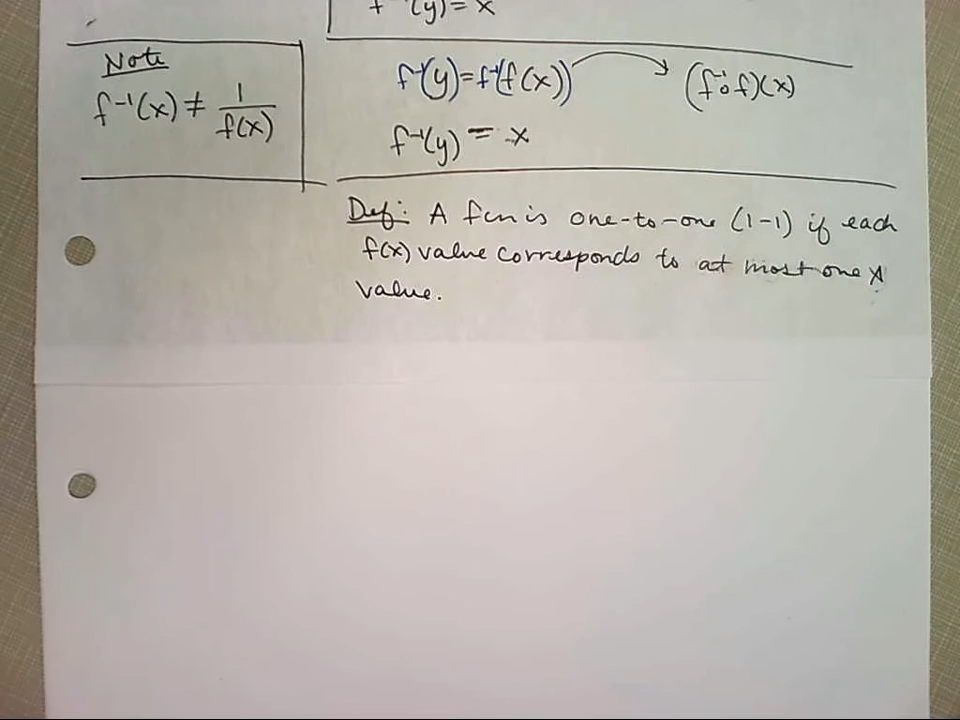 f⁻¹(y) = x
Note
f⁻¹(x) ≠ 1/f(x)
f⁻¹(y) = f⁻¹(f(x)) → (f⁻¹∘f)(x)
f⁻¹(y) = x
Def: A fcn is one-to-one (1-1) if each
f(x) value corresponds to at most one x
value.